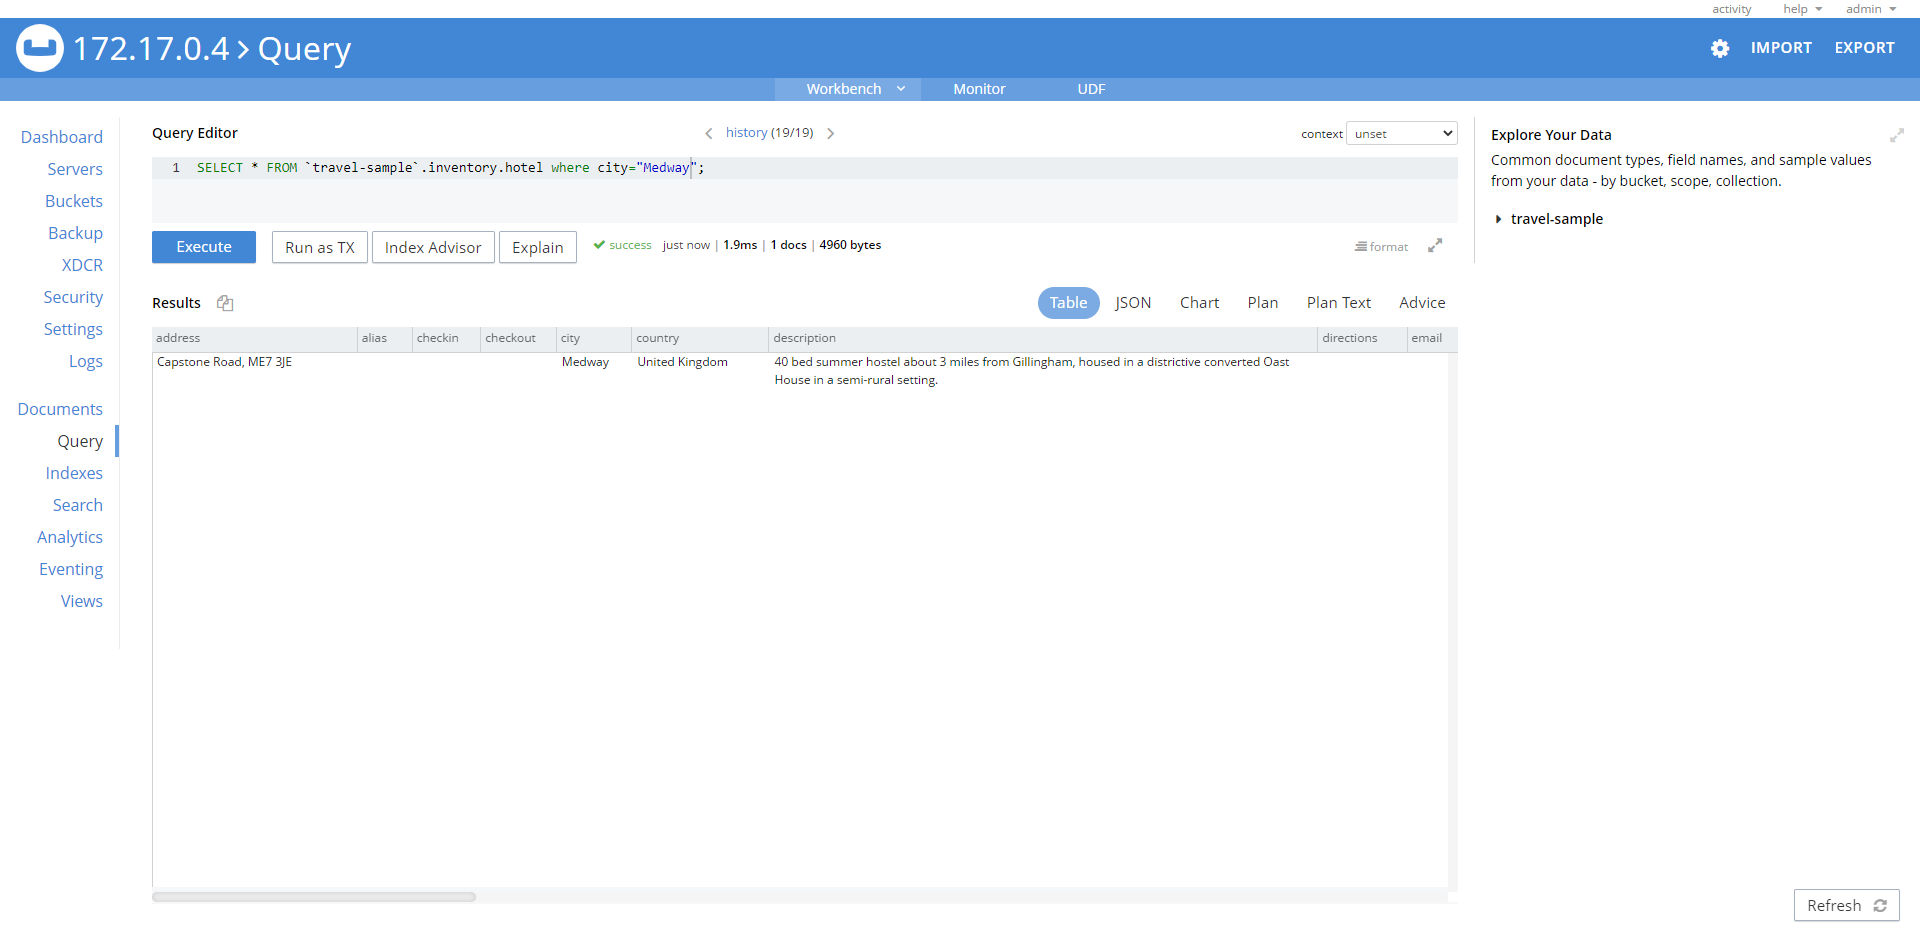 activity help admin
172.17.0.4 > Query IMPORT EXPORT
Workbench Monitor UDF
Dashboard
Servers
Buckets
Backup
XDCR
Security
Settings
Logs
Documents
Query
Indexes
Search
Analytics
Eventing
Views
Query Editor history (19/19) context unset
1 SELECT * FROM `travel-sample`.inventory.hotel where city="Medway";
Execute Run as TX Index Advisor Explain success just now | 1.9ms | 1 docs | 4960 bytes format
Results Table JSON Chart Plan Plan Text Advice
address alias checkin checkout city country description directions email
Capstone Road, ME7 3JE Medway United Kingdom 40 bed summer hostel about 3 miles from Gillingham, housed in a districtive converted Oast
House in a semi-rural setting.
Explore Your Data
Common document types, field names, and sample values
from your data - by bucket, scope, collection.
travel-sample
Refresh